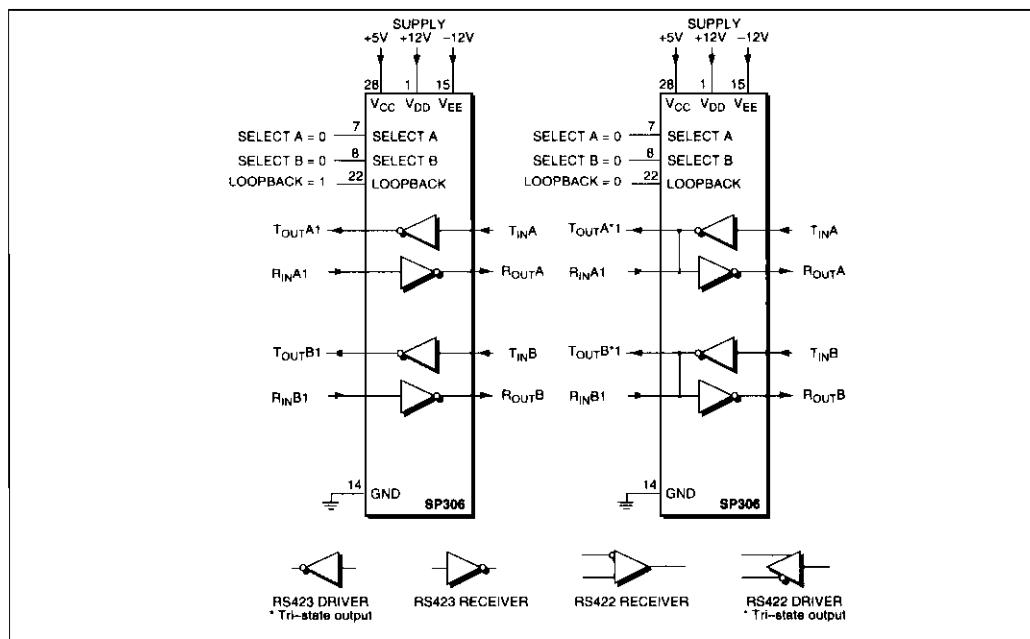 SUPPLY
+5V +12V –12V
28 1 15
VCC VDD VEE
SELECT A = 0 7 SELECT A
SELECT B = 0 8 SELECT B
LOOPBACK = 1 22 LOOPBACK
TOUTA1 TINA
RINA1 ROUTA
TOUTB1 TINB
RINB1 ROUTB
14 GND
SP306
SUPPLY
+5V +12V –12V
28 1 15
VCC VDD VEE
SELECT A = 0 7 SELECT A
SELECT B = 0 8 SELECT B
LOOPBACK = 0 22 LOOPBACK
TOUTA*1 TINA
RINA1 ROUTA
TOUTB*1 TINB
RINB1 ROUTB
14 GND
SP306
RS423 DRIVER
* Tri–state output
RS423 RECEIVER
RS422 RECEIVER
RS422 DRIVER
* Tri–state output